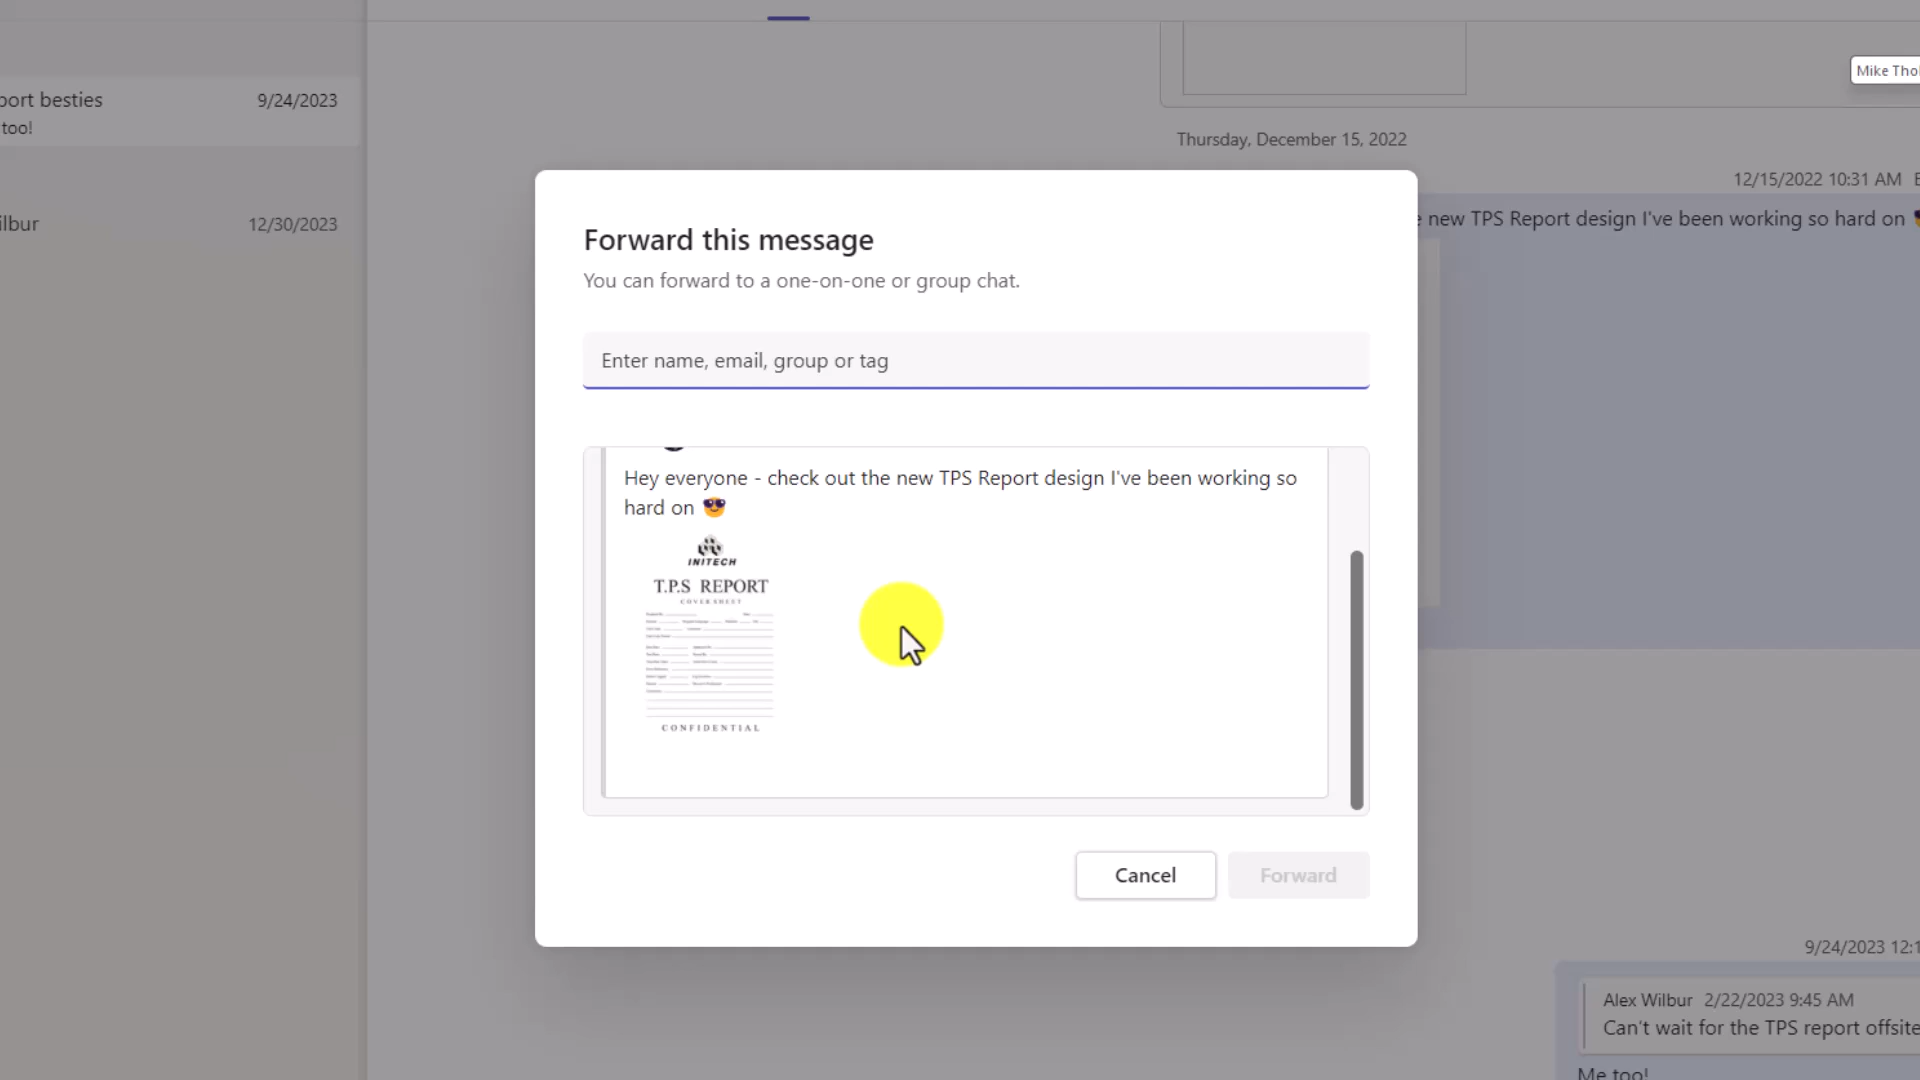 port besties 9/24/2023
too!
ilbur 12/30/2023
Mike Thol
Thursday, December 15, 2022
12/15/2022 10:31 AM
new TPS Report design I've been working so hard on 😎
Forward this message
You can forward to a one-on-one or group chat.
Enter name, email, group or tag
Hey everyone - check out the new TPS Report design I've been working so
hard on 😎
INITECH
T.P.S REPORT
COVER SHEET
CONFIDENTIAL
Cancel Forward
9/24/2023 12:1
Alex Wilbur 2/22/2023 9:45 AM
Can't wait for the TPS report offsite
Me too!